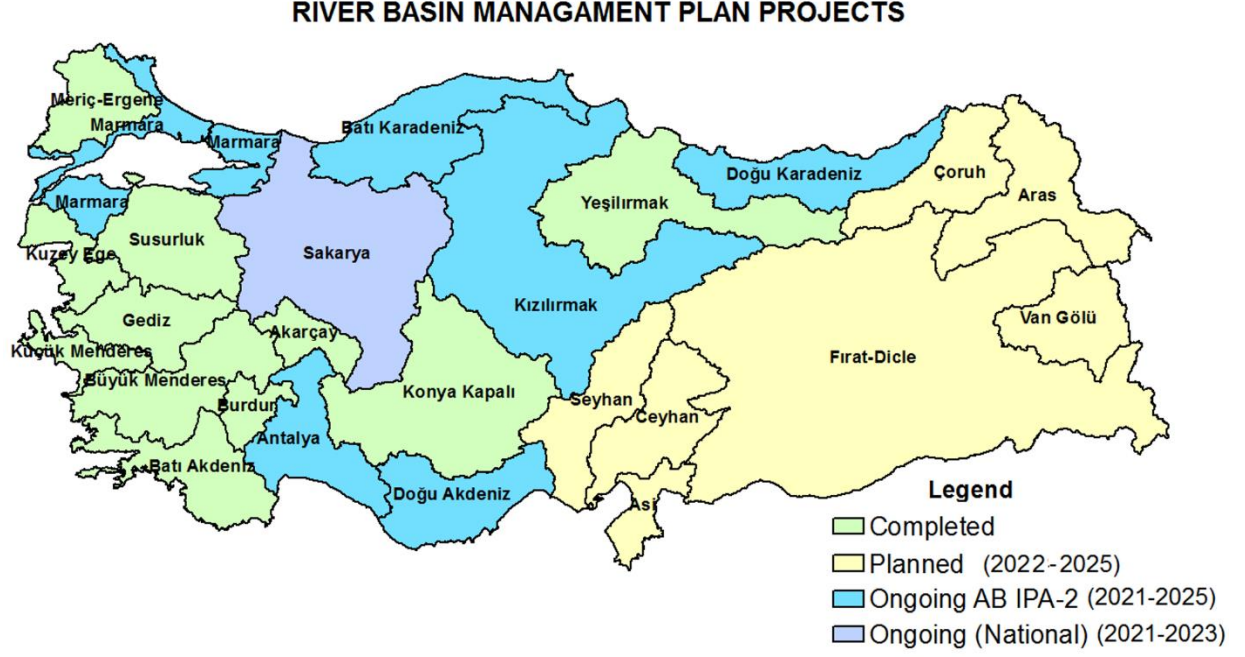 RIVER BASIN MANAGAMENT PLAN PROJECTS
Meriç-Ergene
Marmara
Marmara
Batı Karadeniz
Doğu Karadeniz
Çoruh
Aras
Marmara
Yeşilırmak
Susurluk
Kuzey Ege
Sakarya
Kızılırmak
Gediz
Akarçay
Van Gölü
Küçük Menderes
Fırat-Dicle
Büyük Menderes
Konya Kapalı
Burdur
Seyhan
Ceyhan
Antalya
Batı Akdeniz
Doğu Akdeniz
Asi
Legend
Completed
Planned (2022-2025)
Ongoing AB IPA-2 (2021-2025)
Ongoing (National) (2021-2023)